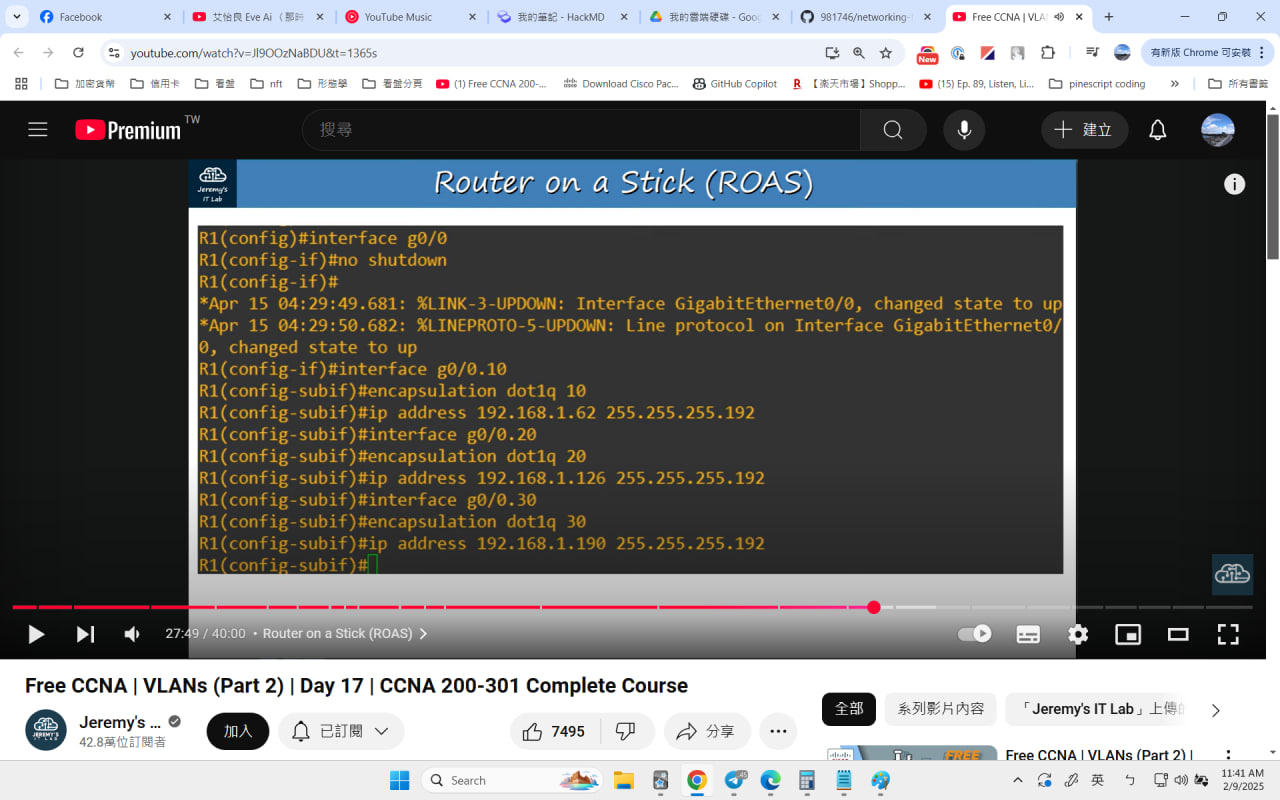 Facebook
艾怡良 Eve Ai （那時
YouTube Music
我的筆記 - HackMD
我的雲端硬碟 - Goog
981746/networking-
Free CCNA | VLAN
youtube.com/watch?v=Jl9OOzNaBDU&t=1365s
New
有新版 Chrome 可安裝
加密貨幣
信用卡
看盤
nft
形態學
看盤分頁
(1) Free CCNA 200-...
Download Cisco Pac...
GitHub Copilot
【楽天市場】Shopp...
(15) Ep. 89, Listen, Li...
pinescript coding
»
所有書籤
Premium TW
搜尋
建立
Jeremy's
IT Lab
Router on a Stick (ROAS)
R1(config)#interface g0/0
R1(config-if)#no shutdown
R1(config-if)#
*Apr 15 04:29:49.681: %LINK-3-UPDOWN: Interface GigabitEthernet0/0, changed state to up
*Apr 15 04:29:50.682: %LINEPROTO-5-UPDOWN: Line protocol on Interface GigabitEthernet0/
0, changed state to up
R1(config-if)#interface g0/0.10
R1(config-subif)#encapsulation dot1q 10
R1(config-subif)#ip address 192.168.1.62 255.255.255.192
R1(config-subif)#interface g0/0.20
R1(config-subif)#encapsulation dot1q 20
R1(config-subif)#ip address 192.168.1.126 255.255.255.192
R1(config-subif)#interface g0/0.30
R1(config-subif)#encapsulation dot1q 30
R1(config-subif)#ip address 192.168.1.190 255.255.255.192
R1(config-subif)#
27:49 / 40:00 • Router on a Stick (ROAS)
Free CCNA | VLANs (Part 2) | Day 17 | CCNA 200-301 Complete Course
Jeremy's ...
42.8萬位訂閱者
加入
已訂閱
7495
分享
全部
系列影片內容
「Jeremy's IT Lab」上傳的
FREE
Free CCNA | VLANs (Part 2) |
Search
45
英
11:41 AM
2/9/2025